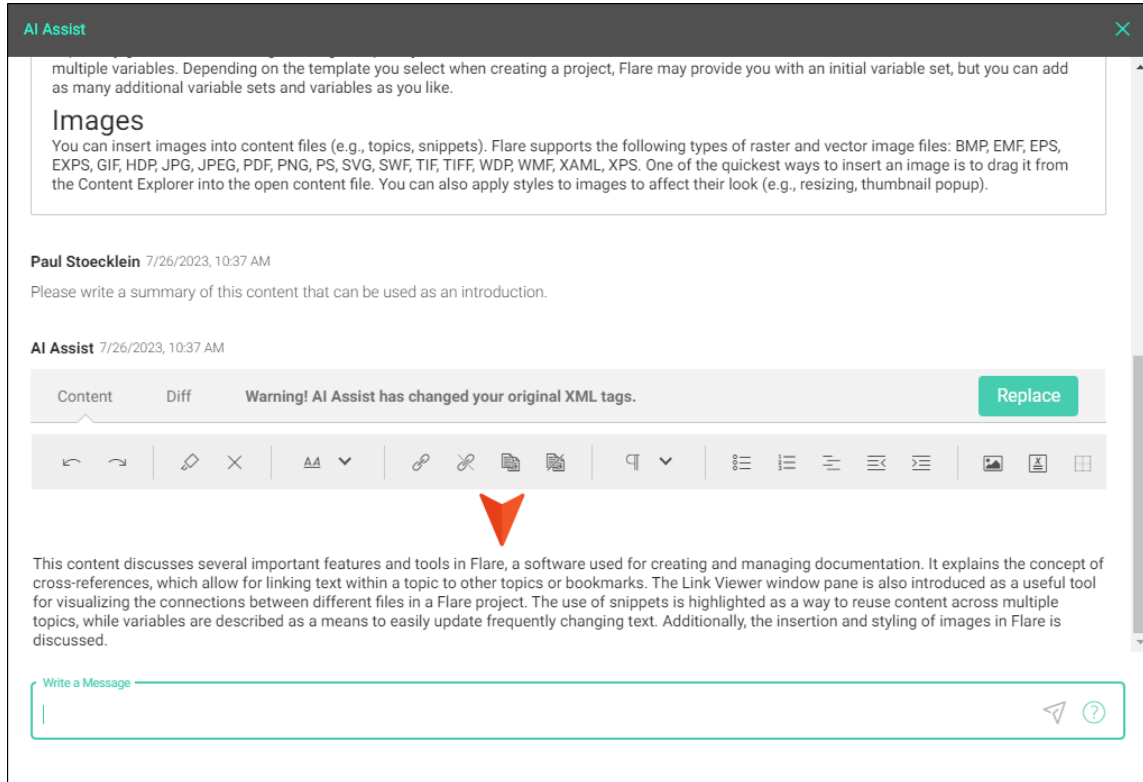 AI Assist
multiple variables. Depending on the template you select when creating a project, Flare may provide you with an initial variable set, but you can add
as many additional variable sets and variables as you like.
Images
You can insert images into content files (e.g., topics, snippets). Flare supports the following types of raster and vector image files: BMP, EMF, EPS,
EXPS, GIF, HDP, JPG, JPEG, PDF, PNG, PS, SVG, SWF, TIF, TIFF, WDP, WMF, XAML, XPS. One of the quickest ways to insert an image is to drag it from
the Content Explorer into the open content file. You can also apply styles to images to affect their look (e.g., resizing, thumbnail popup).
Paul Stoecklein 7/26/2023, 10:37 AM
Please write a summary of this content that can be used as an introduction.
AI Assist 7/26/2023, 10:37 AM
Content Diff Warning! AI Assist has changed your original XML tags. Replace
AA
This content discusses several important features and tools in Flare, a software used for creating and managing documentation. It explains the concept of
cross-references, which allow for linking text within a topic to other topics or bookmarks. The Link Viewer window pane is also introduced as a useful tool
for visualizing the connections between different files in a Flare project. The use of snippets is highlighted as a way to reuse content across multiple
topics, while variables are described as a means to easily update frequently changing text. Additionally, the insertion and styling of images in Flare is
discussed.
Write a Message